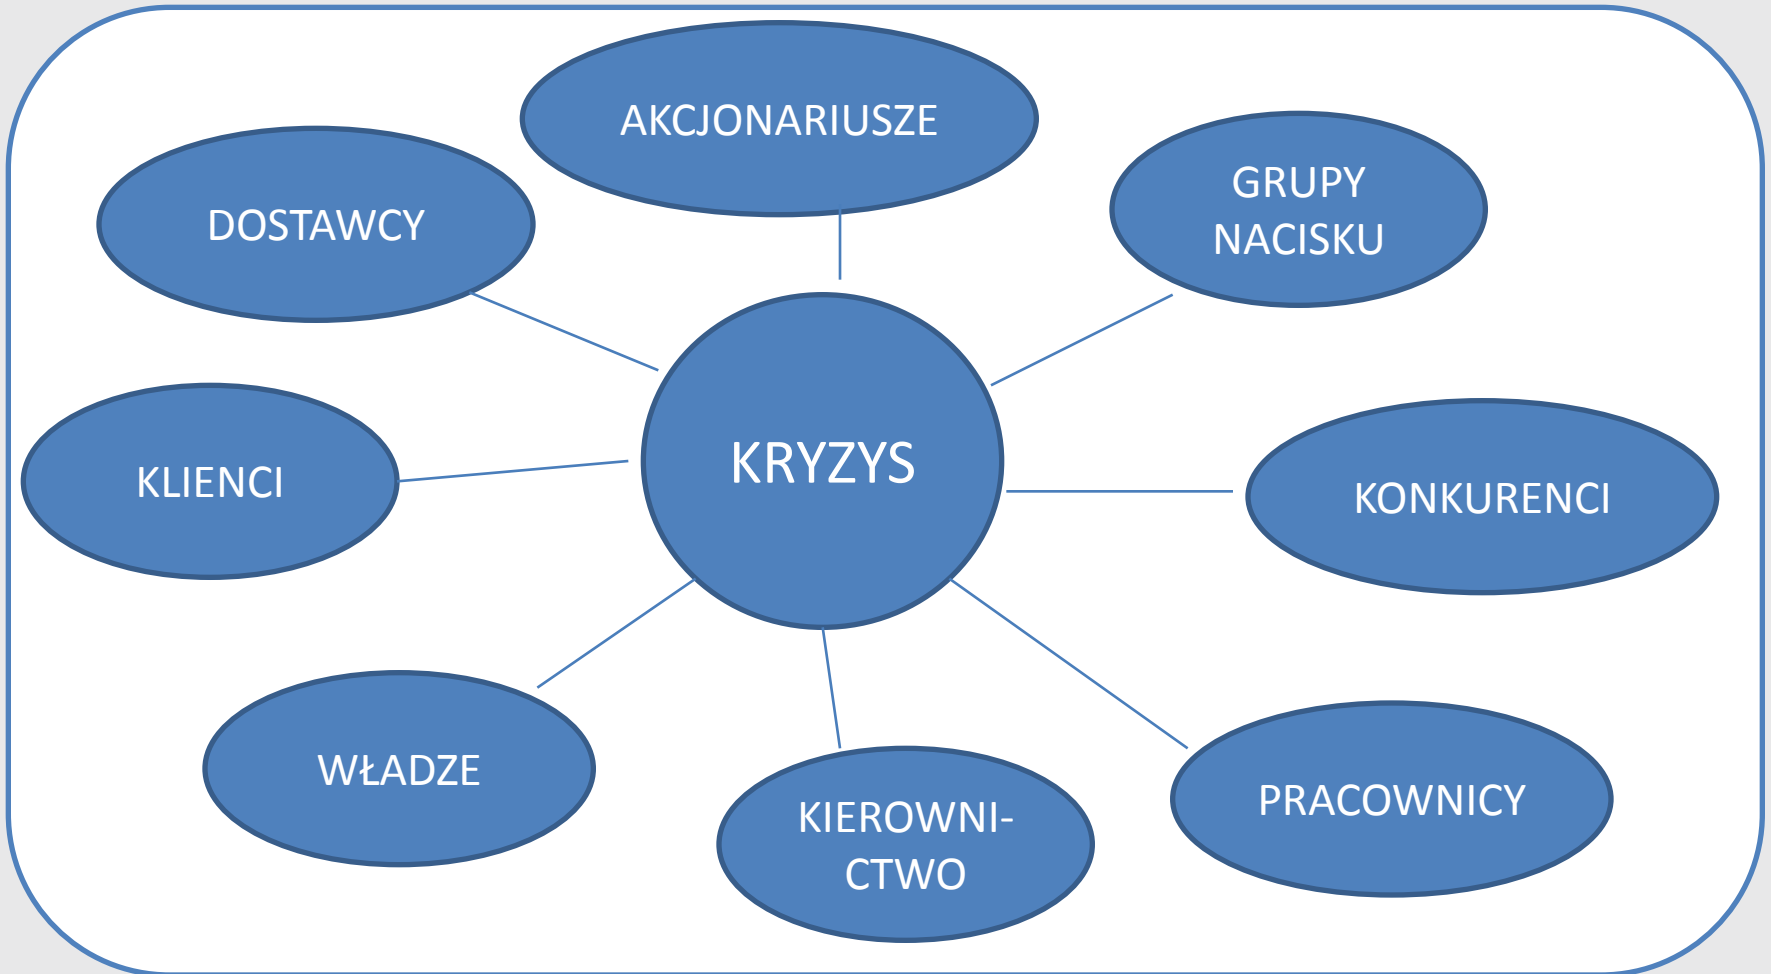 AKCJONARIUSZE
DOSTAWCY
GRUPY
NACISKU
KRYZYS
KLIENCI
KONKURENCI
WŁADZE
KIEROWNI-
CTWO
PRACOWNICY